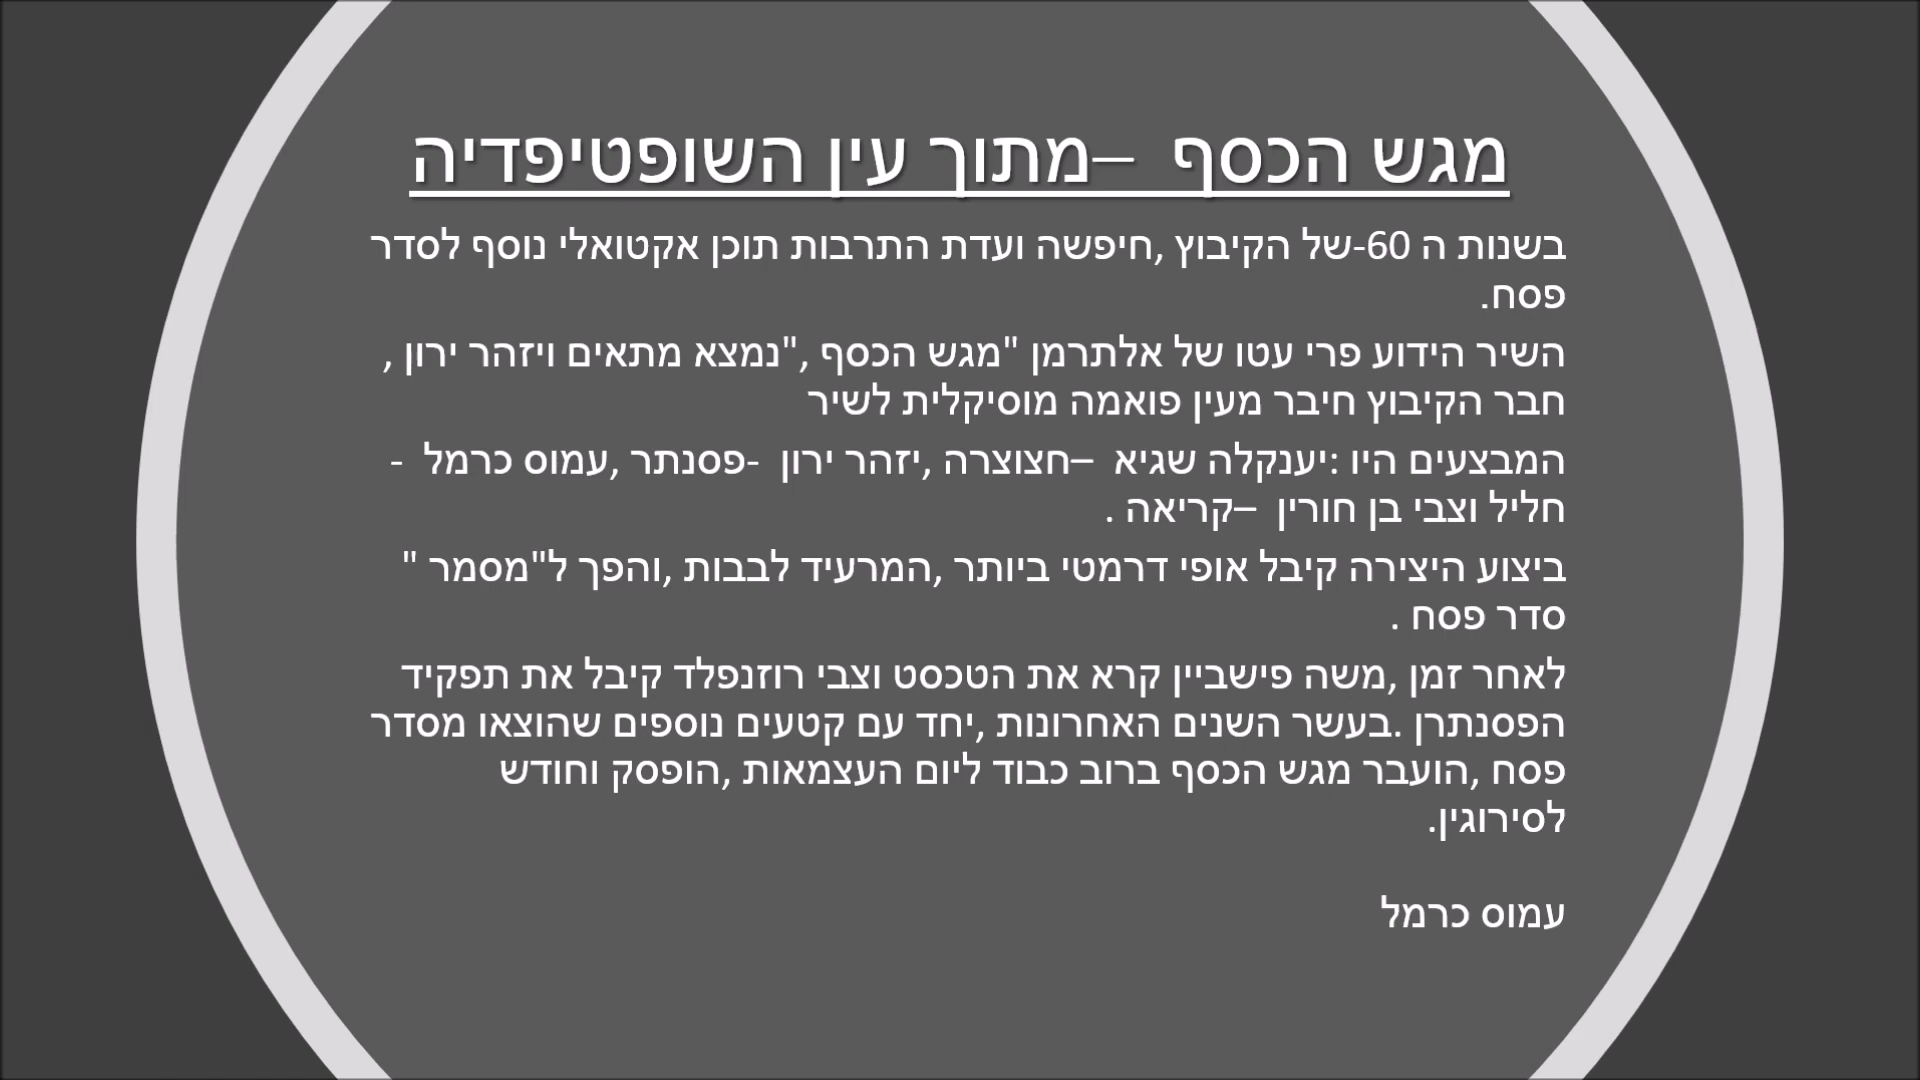 מגש הכסף –מתוך עין השופטיפדיה
בשנות ה 60-של הקיבוץ ,חיפשה ועדת התרבות תוכן אקטואלי נוסף לסדר
פסח.
השיר הידוע פרי עטו של אלתרמן "מגש הכסף ,"נמצא מתאים ויזהר ירון ,
חבר הקיבוץ חיבר מעין פואמה מוסיקלית לשיר
המבצעים היו :יענקלה שגיא –חצוצרה ,יזהר ירון -פסנתר ,עמוס כרמל -
חליל וצבי בן חורין –קריאה .
ביצוע היצירה קיבל אופי דרמטי ביותר ,המרעיד לבבות ,והפך ל"מסמר "
סדר פסח .
לאחר זמן ,משה פישביין קרא את הטכסט וצבי רוזנפלד קיבל את תפקיד
הפסנתרן .בעשר השנים האחרונות ,יחד עם קטעים נוספים שהוצאו מסדר
פסח ,הועבר מגש הכסף ברוב כבוד ליום העצמאות ,הופסק וחודש
לסירוגין.
עמוס כרמל